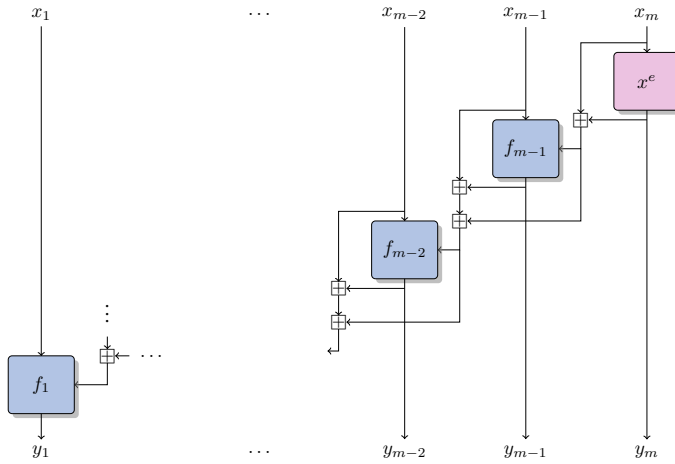 x₁ ⋯ xₘ₋₂ xₘ₋₁ xₘ
xᵉ
fₘ₋₁
fₘ₋₂
⋮
⋯
f₁
y₁ ⋯ yₘ₋₂ yₘ₋₁ yₘ